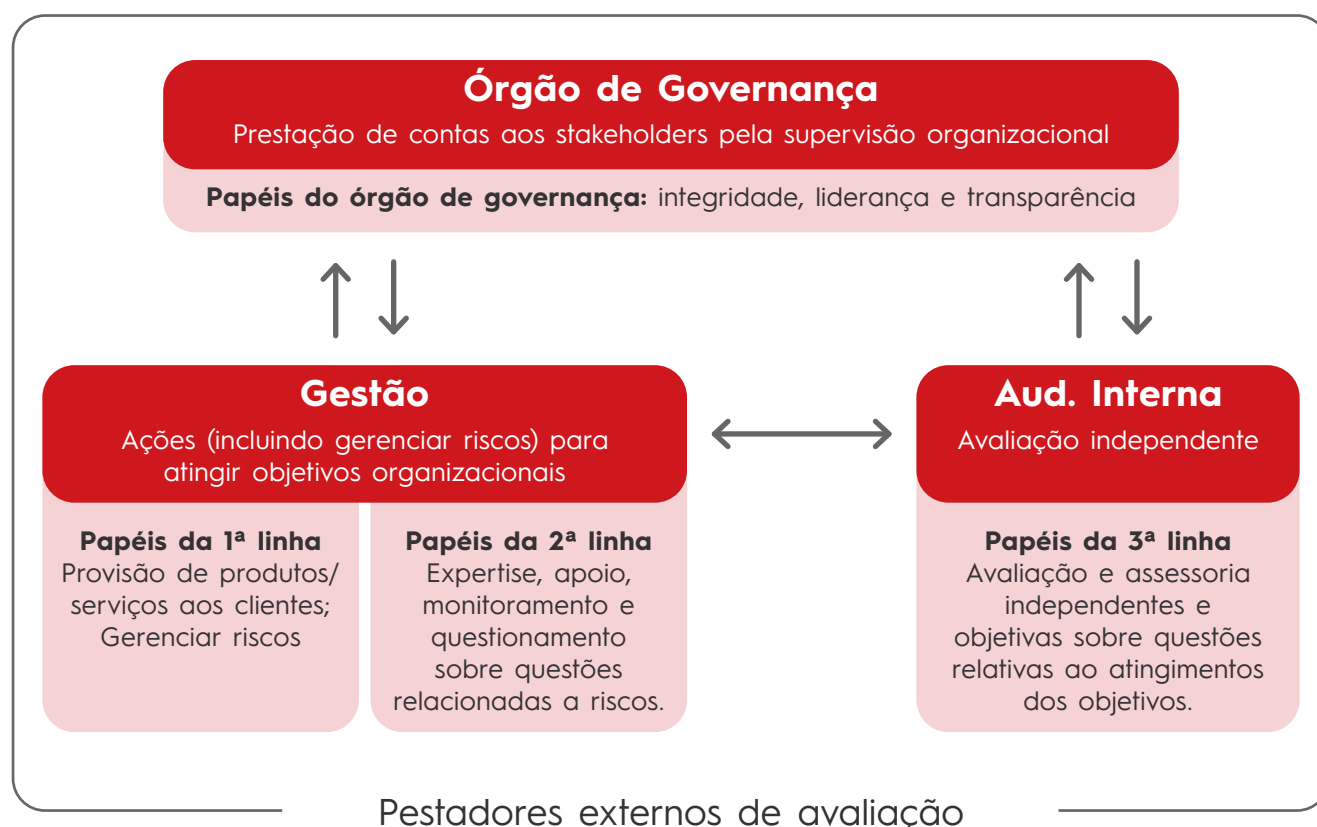 Órgão de Governança
Prestação de contas aos stakeholders pela supervisão organizacional
Papéis do órgão de governança: integridade, liderança e transparência
Gestão
Ações (incluindo gerenciar riscos) para
atingir objetivos organizacionais
Papéis da 1ª linha
Provisão de produtos/
serviços aos clientes;
Gerenciar riscos
Papéis da 2ª linha
Expertise, apoio,
monitoramento e
questionamento
sobre questões
relacionadas a riscos.
Aud. Interna
Avaliação independente
Papéis da 3ª linha
Avaliação e assessoria
independentes e
objetivas sobre questões
relativas ao atingimentos
dos objetivos.
Pestadores externos de avaliação